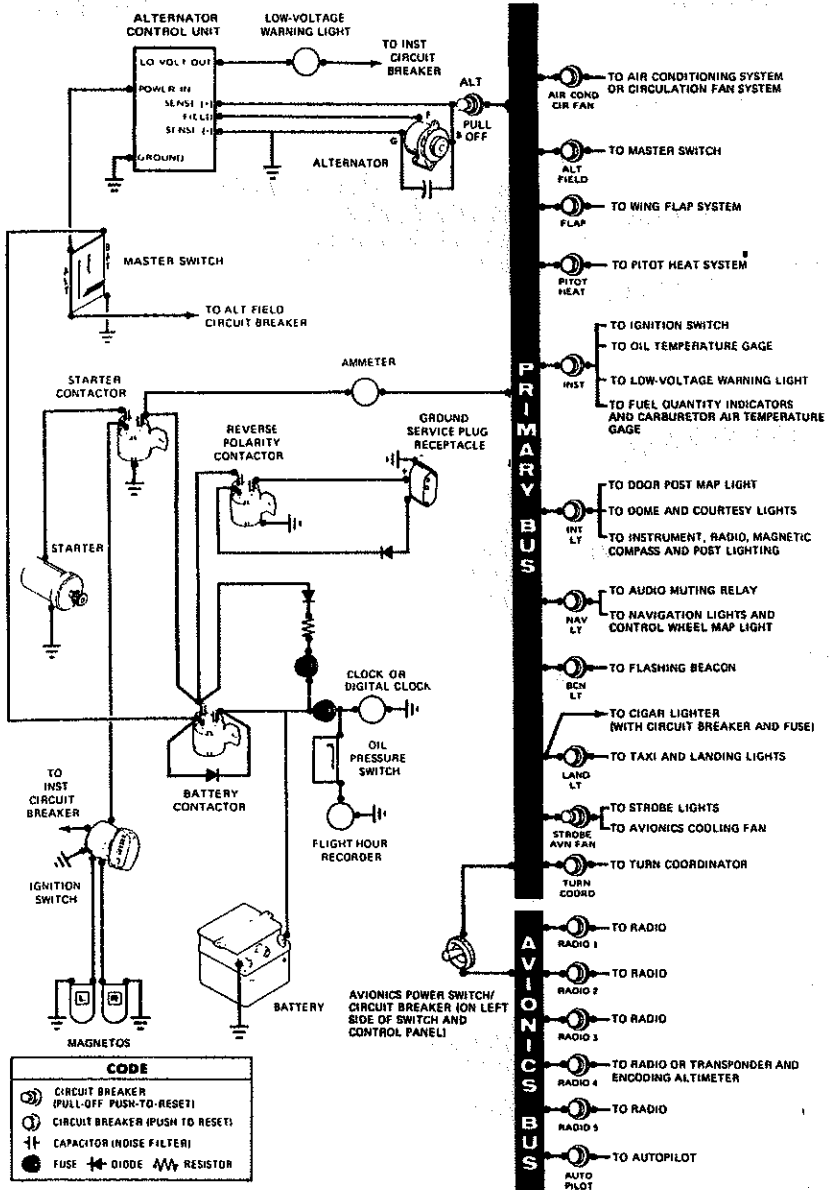 ALTERNATOR
CONTROL UNIT
LOW-VOLTAGE
WARNING LIGHT
LO VOLT OUT
POWER IN
SENSE (+)
FIELD
SENSE (-)
GROUND
TO INST
CIRCUIT
BREAKER
ALT
PULL
OFF
F
G
B
ALTERNATOR
BAT
ALT
MASTER SWITCH
TO ALT FIELD
CIRCUIT BREAKER
AMMETER
STARTER
CONTACTOR
REVERSE
POLARITY
CONTACTOR
GROUND
SERVICE PLUG
RECEPTACLE
-
+
STARTER
CLOCK OR
DIGITAL CLOCK
OIL
PRESSURE
SWITCH
BATTERY
CONTACTOR
FLIGHT HOUR
RECORDER
TO
INST
CIRCUIT
BREAKER
IGNITION
SWITCH
L
R
MAGNETOS
BATTERY
AVIONICS POWER SWITCH/
CIRCUIT BREAKER (ON LEFT
SIDE OF SWITCH AND
CONTROL PANEL)
PRIMARY BUS
AVIONICS BUS
AIR COND
CIR FAN
TO AIR CONDITIONING SYSTEM
OR CIRCULATION FAN SYSTEM
ALT
FIELD
TO MASTER SWITCH
FLAP
TO WING FLAP SYSTEM
PITOT
HEAT
TO PITOT HEAT SYSTEM
INST
TO IGNITION SWITCH
TO OIL TEMPERATURE GAGE
TO LOW-VOLTAGE WARNING LIGHT
TO FUEL QUANTITY INDICATORS
AND CARBURETOR AIR TEMPERATURE
GAGE
INT
LT
TO DOOR POST MAP LIGHT
TO DOME AND COURTESY LIGHTS
TO INSTRUMENT, RADIO, MAGNETIC
COMPASS AND POST LIGHTING
NAV
LT
TO AUDIO MUTING RELAY
TO NAVIGATION LIGHTS AND
CONTROL WHEEL MAP LIGHT
BCN
LT
TO FLASHING BEACON
TO CIGAR LIGHTER
(WITH CIRCUIT BREAKER AND FUSE)
LAND
LT
TO TAXI AND LANDING LIGHTS
STROBE
AVN FAN
TO STROBE LIGHTS
TO AVIONICS COOLING FAN
TURN
COORD
TO TURN COORDINATOR
RADIO 1
TO RADIO
RADIO 2
TO RADIO
RADIO 3
TO RADIO
RADIO 4
TO RADIO OR TRANSPONDER AND
ENCODING ALTIMETER
RADIO 5
TO RADIO
AUTO
PILOT
TO AUTOPILOT
CODE
CIRCUIT BREAKER
(PULL-OFF PUSH-TO-RESET)
CIRCUIT BREAKER (PUSH TO RESET)
CAPACITOR (NOISE FILTER)
FUSE DIODE RESISTOR